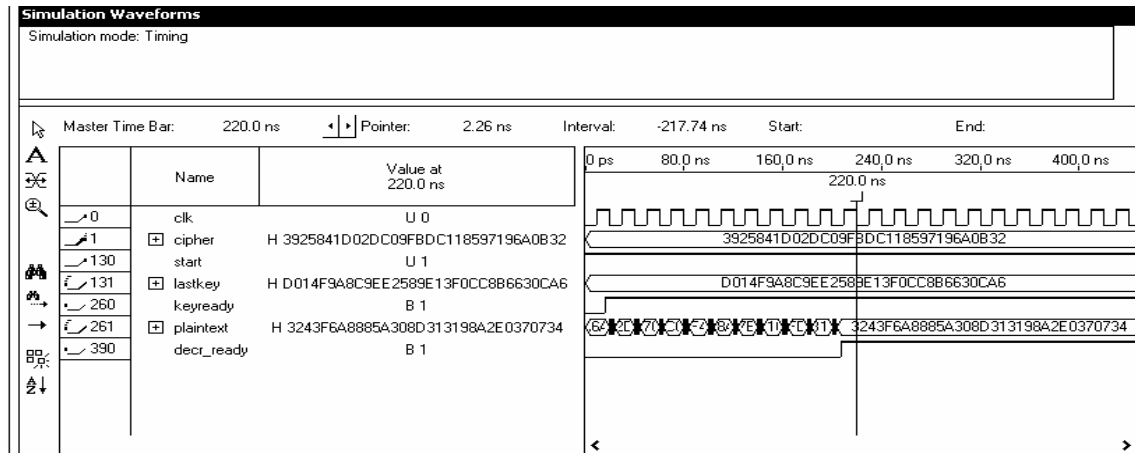 Simulation Waveforms
Simulation mode: Timing
Master Time Bar: 220.0 ns Pointer: 2.26 ns Interval: -217.74 ns Start: End:
Name Value at 220.0 ns
0 ps 80.0 ns 160.0 ns 240.0 ns 320.0 ns 400.0 ns
220.0 ns
0 clk U 0
1 cipher H 3925841D02DC09FBDC118597196A0B32 3925841D02DC09FBDC118597196A0B32
130 start U 1
131 lastkey H D014F9A8C9EE2589E13F0CC8B6630CA6 D014F9A8C9EE2589E13F0CC8B6630CA6
260 keyready B 1
261 plaintext H 3243F6A8885A308D313198A2E0370734 3243F6A8885A308D313198A2E0370734
390 decr_ready B 1